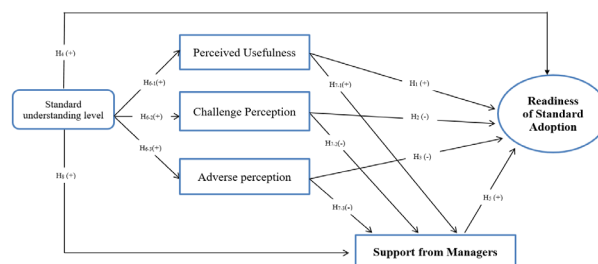 H₄ (+)
Perceived Usefulness
H₆.₁(+)
H₇.₁(+)
H₁ (+)
Standard
understanding level
H₆.₂(+)
Challenge Perception
H₂ (-)
Readiness
of Standard
Adoption
H₆.₃(+)
H₇.₂(-)
H₃ (-)
Adverse perception
H₈ (+)
H₇.₃(-)
Support from Managers